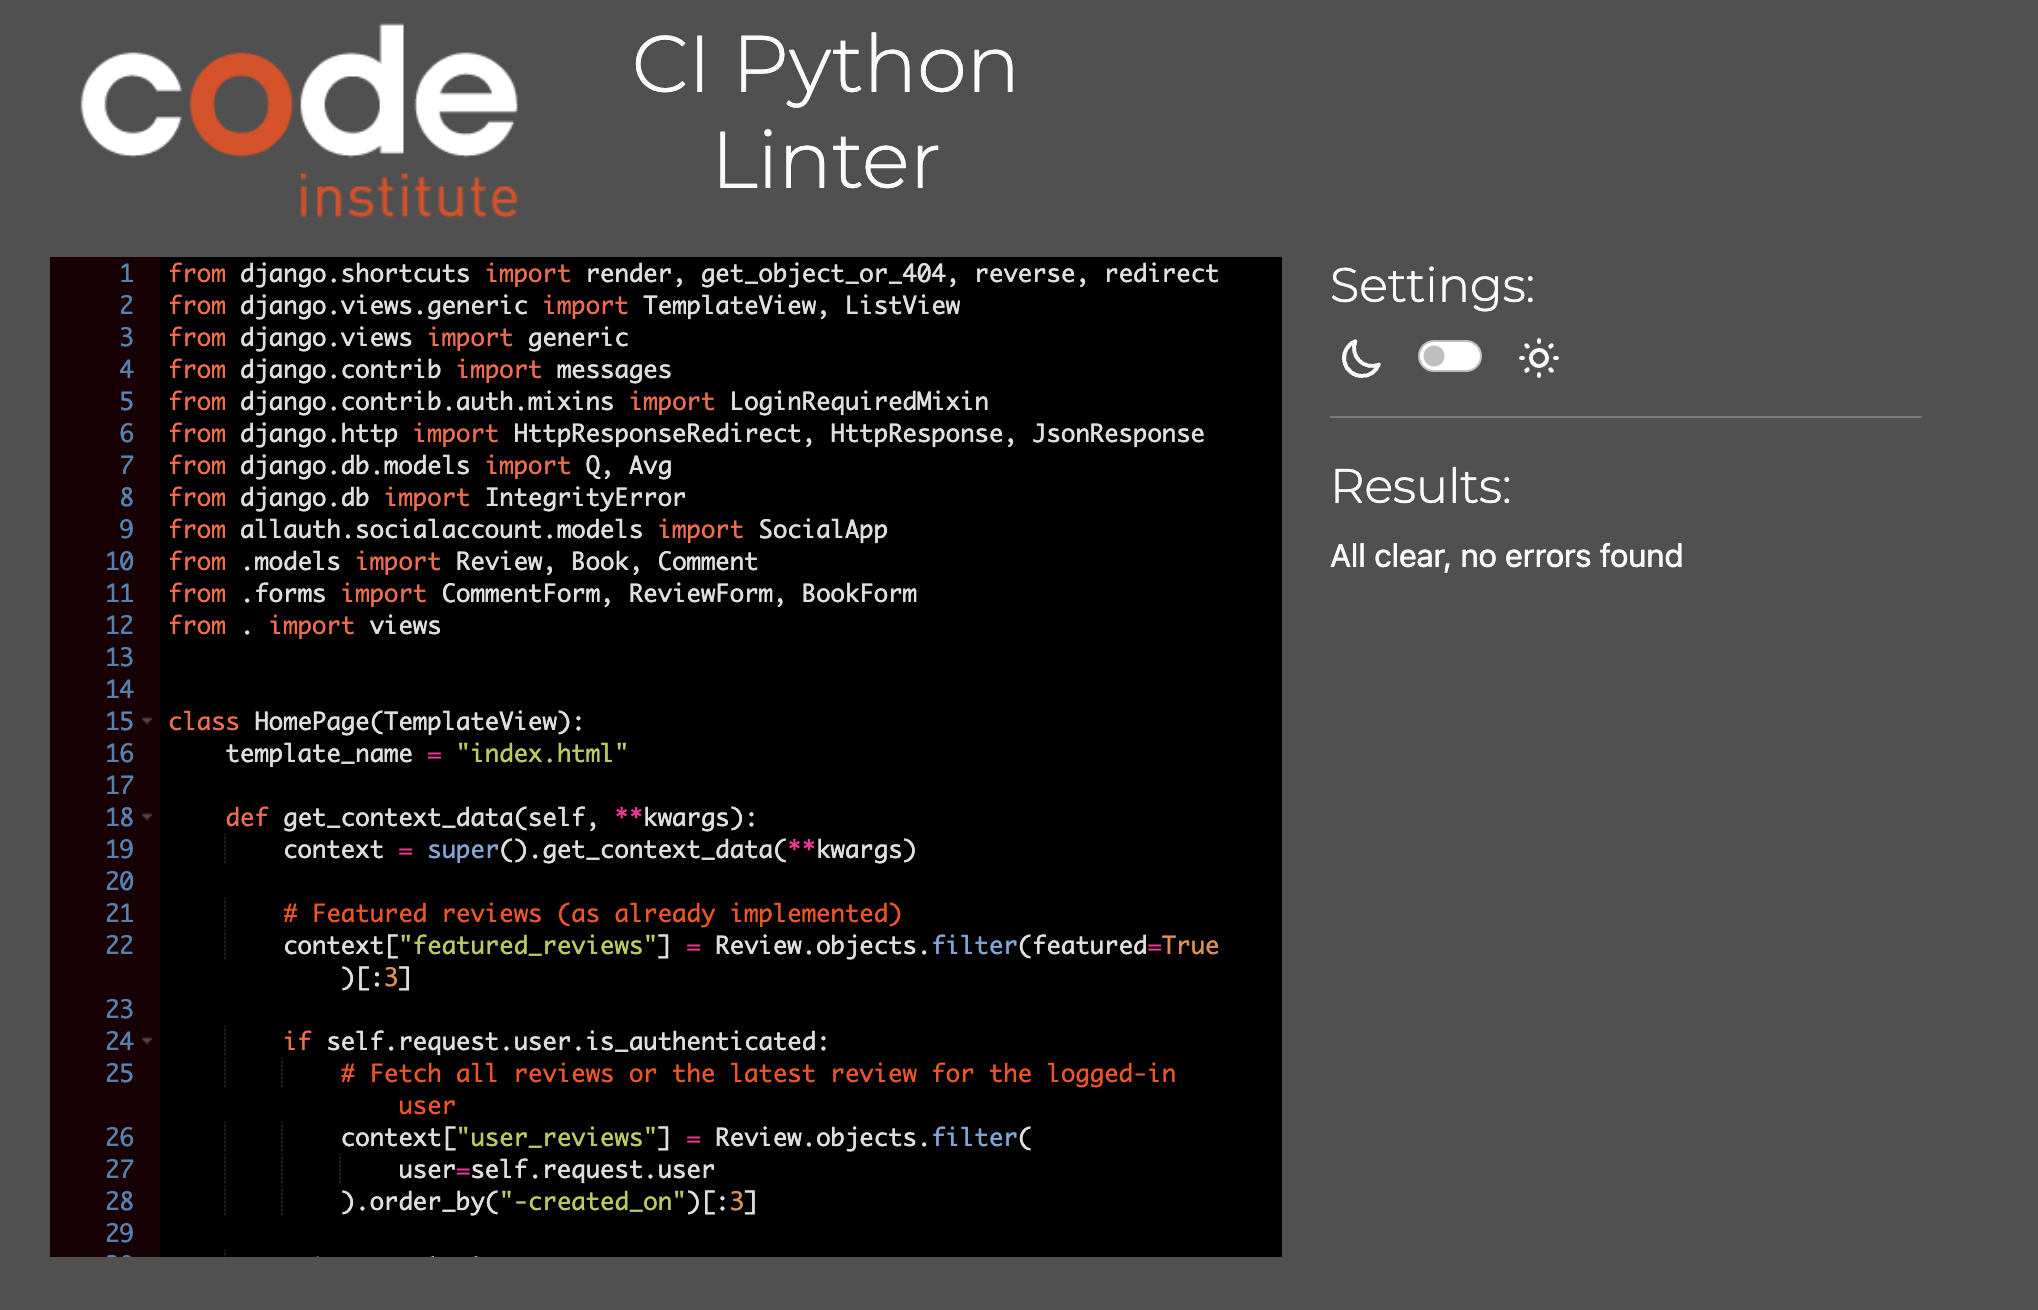 code
institute
CI Python
Linter
1 from django.shortcuts import render, get_object_or_404, reverse, redirect
2 from django.views.generic import TemplateView, ListView
3 from django.views import generic
4 from django.contrib import messages
5 from django.contrib.auth.mixins import LoginRequiredMixin
6 from django.http import HttpResponseRedirect, HttpResponse, JsonResponse
7 from django.db.models import Q, Avg
8 from django.db import IntegrityError
9 from allauth.socialaccount.models import SocialApp
10 from .models import Review, Book, Comment
11 from .forms import CommentForm, ReviewForm, BookForm
12 from . import views
13
14
15 class HomePage(TemplateView):
16     template_name = "index.html"
17
18     def get_context_data(self, **kwargs):
19         context = super().get_context_data(**kwargs)
20
21         # Featured reviews (as already implemented)
22         context["featured_reviews"] = Review.objects.filter(featured=True
)[:3]
23
24         if self.request.user.is_authenticated:
25             # Fetch all reviews or the latest review for the logged-in
user
26             context["user_reviews"] = Review.objects.filter(
27                 user=self.request.user
28             ).order_by("-created_on")[:3]
29
Settings:
Results:
All clear, no errors found